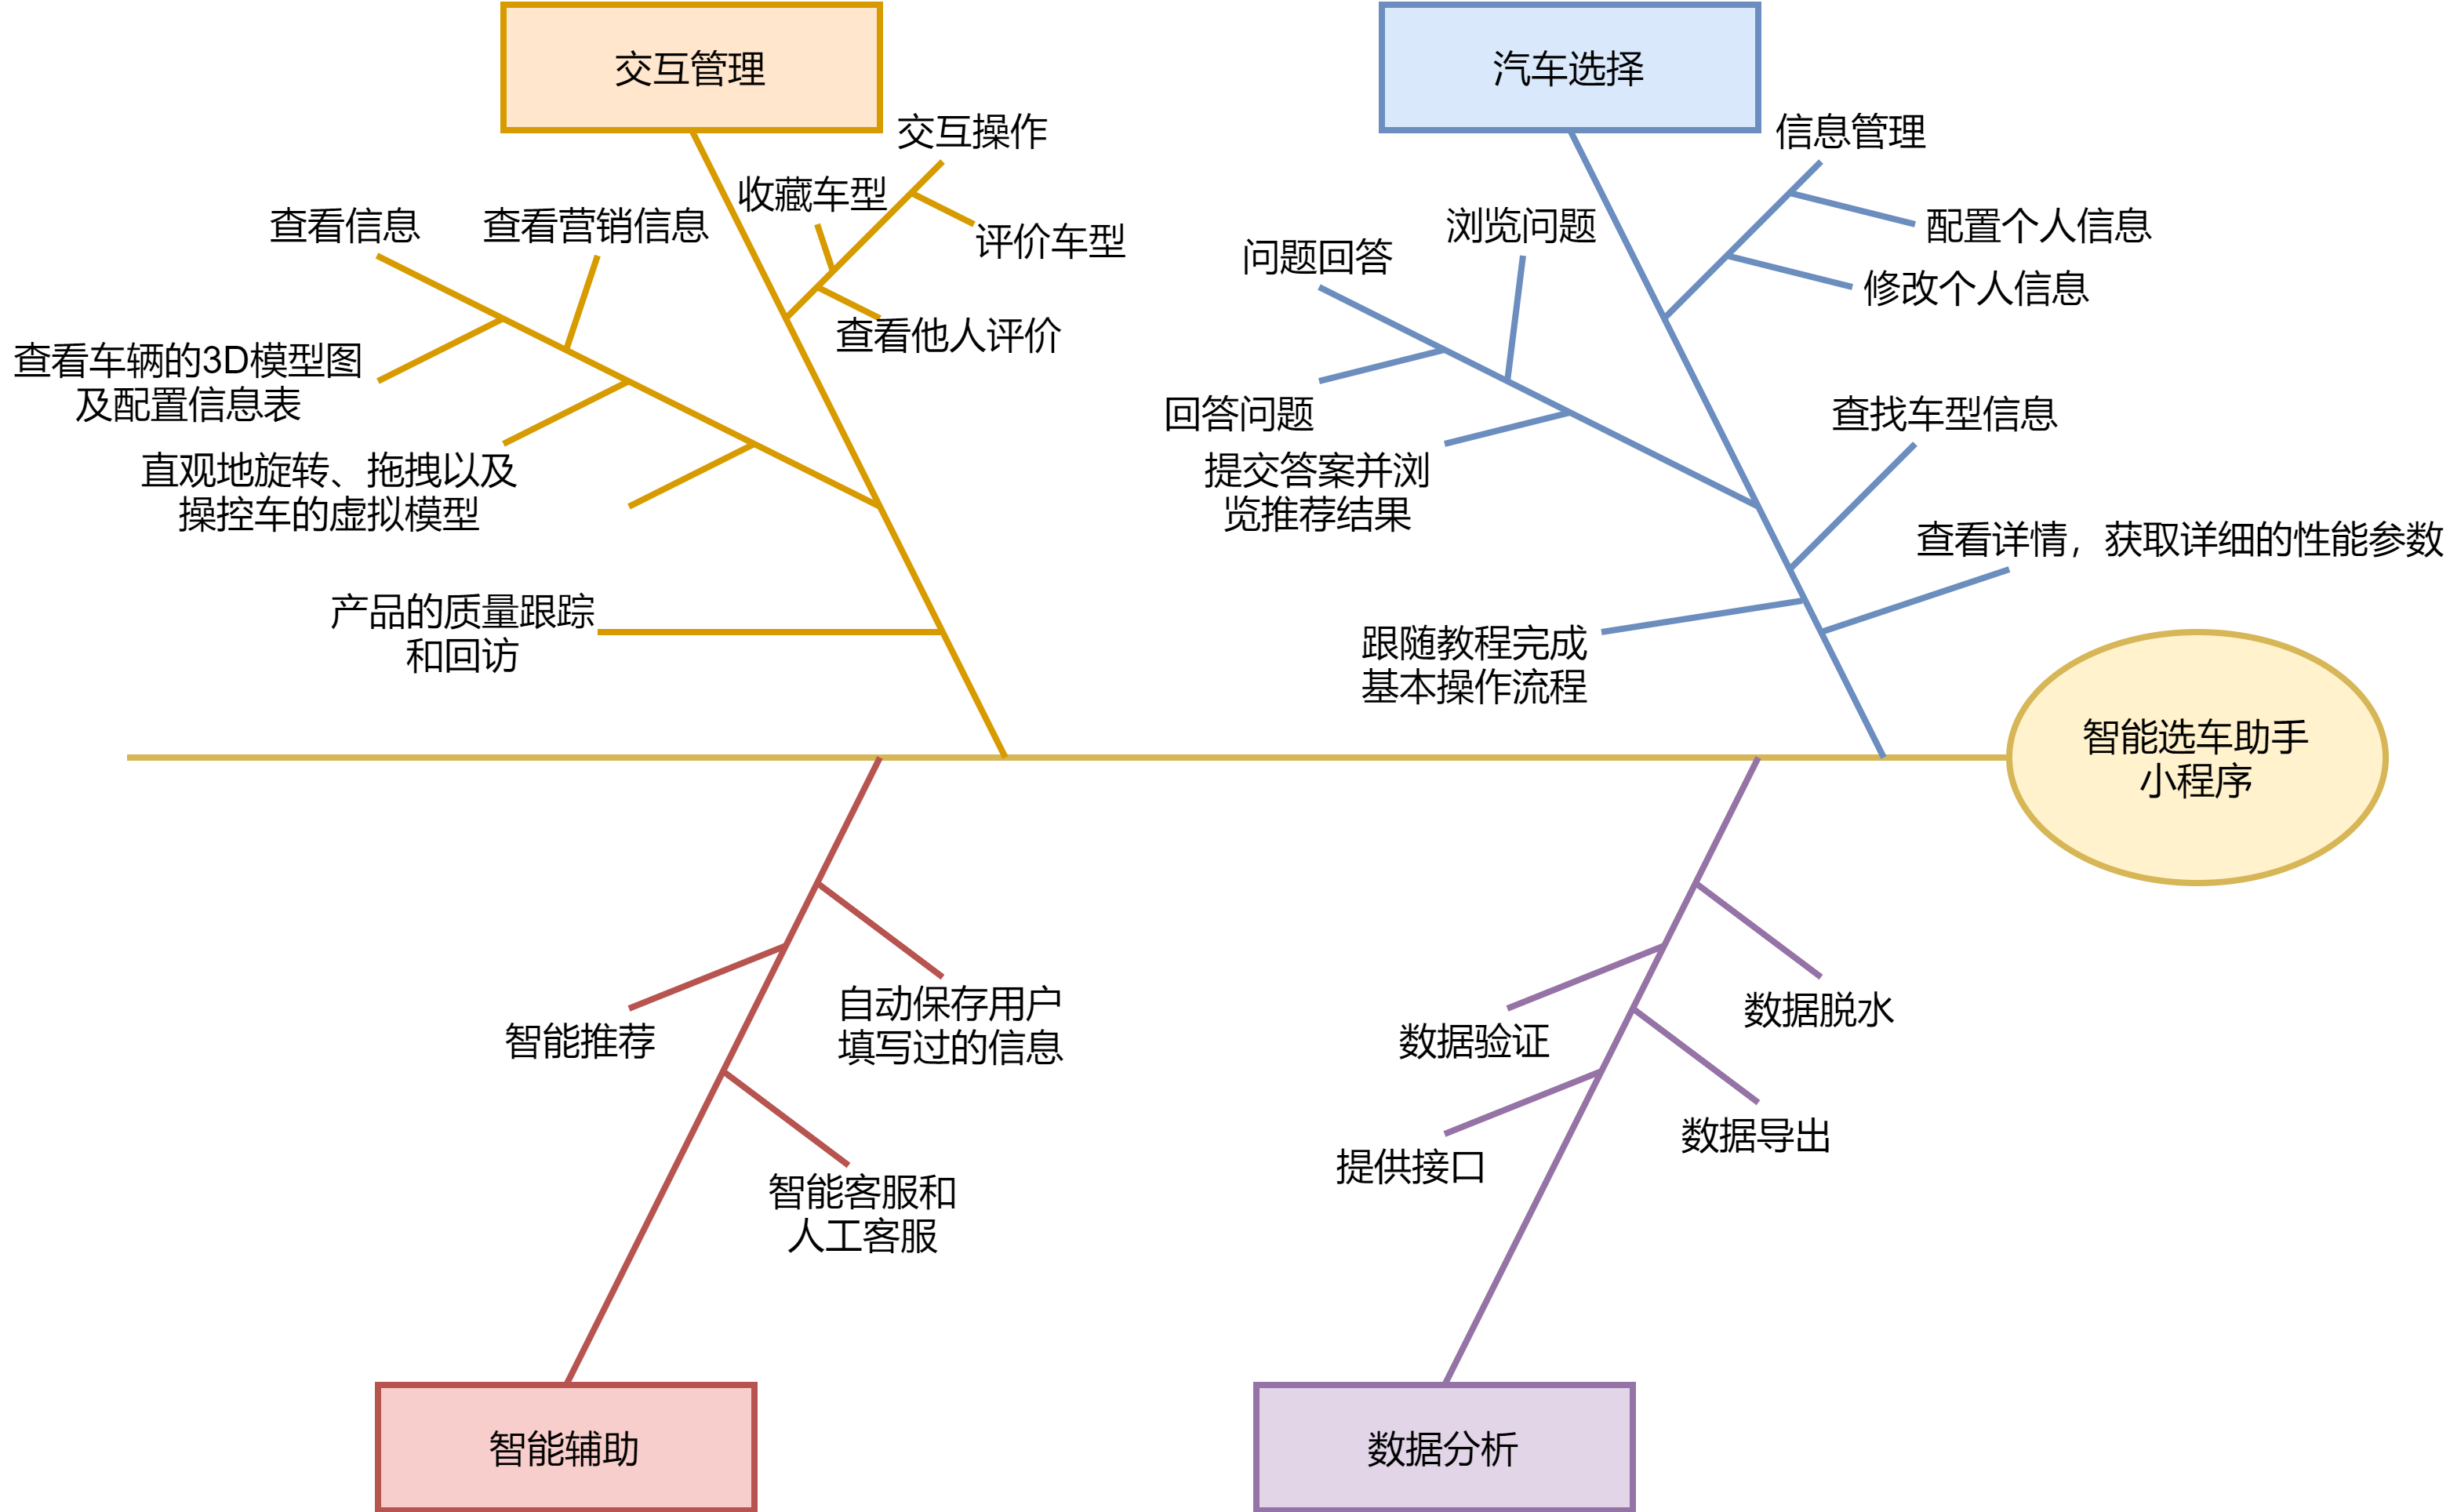 交互管理
汽车选择
交互操作
信息管理
收藏车型
查看信息
查看营销信息
评价车型
浏览问题
配置个人信息
问题回答
修改个人信息
查看他人评价
查看车辆的3D模型图
及配置信息表
回答问题
查找车型信息
直观地旋转、拖拽以及
操控车的虚拟模型
提交答案并浏
览推荐结果
查看详情，获取详细的性能参数
产品的质量跟踪
和回访
跟随教程完成
基本操作流程
智能选车助手
小程序
自动保存用户
填写过的信息
智能推荐
数据脱水
数据验证
数据导出
提供接口
智能客服和
人工客服
智能辅助
数据分析